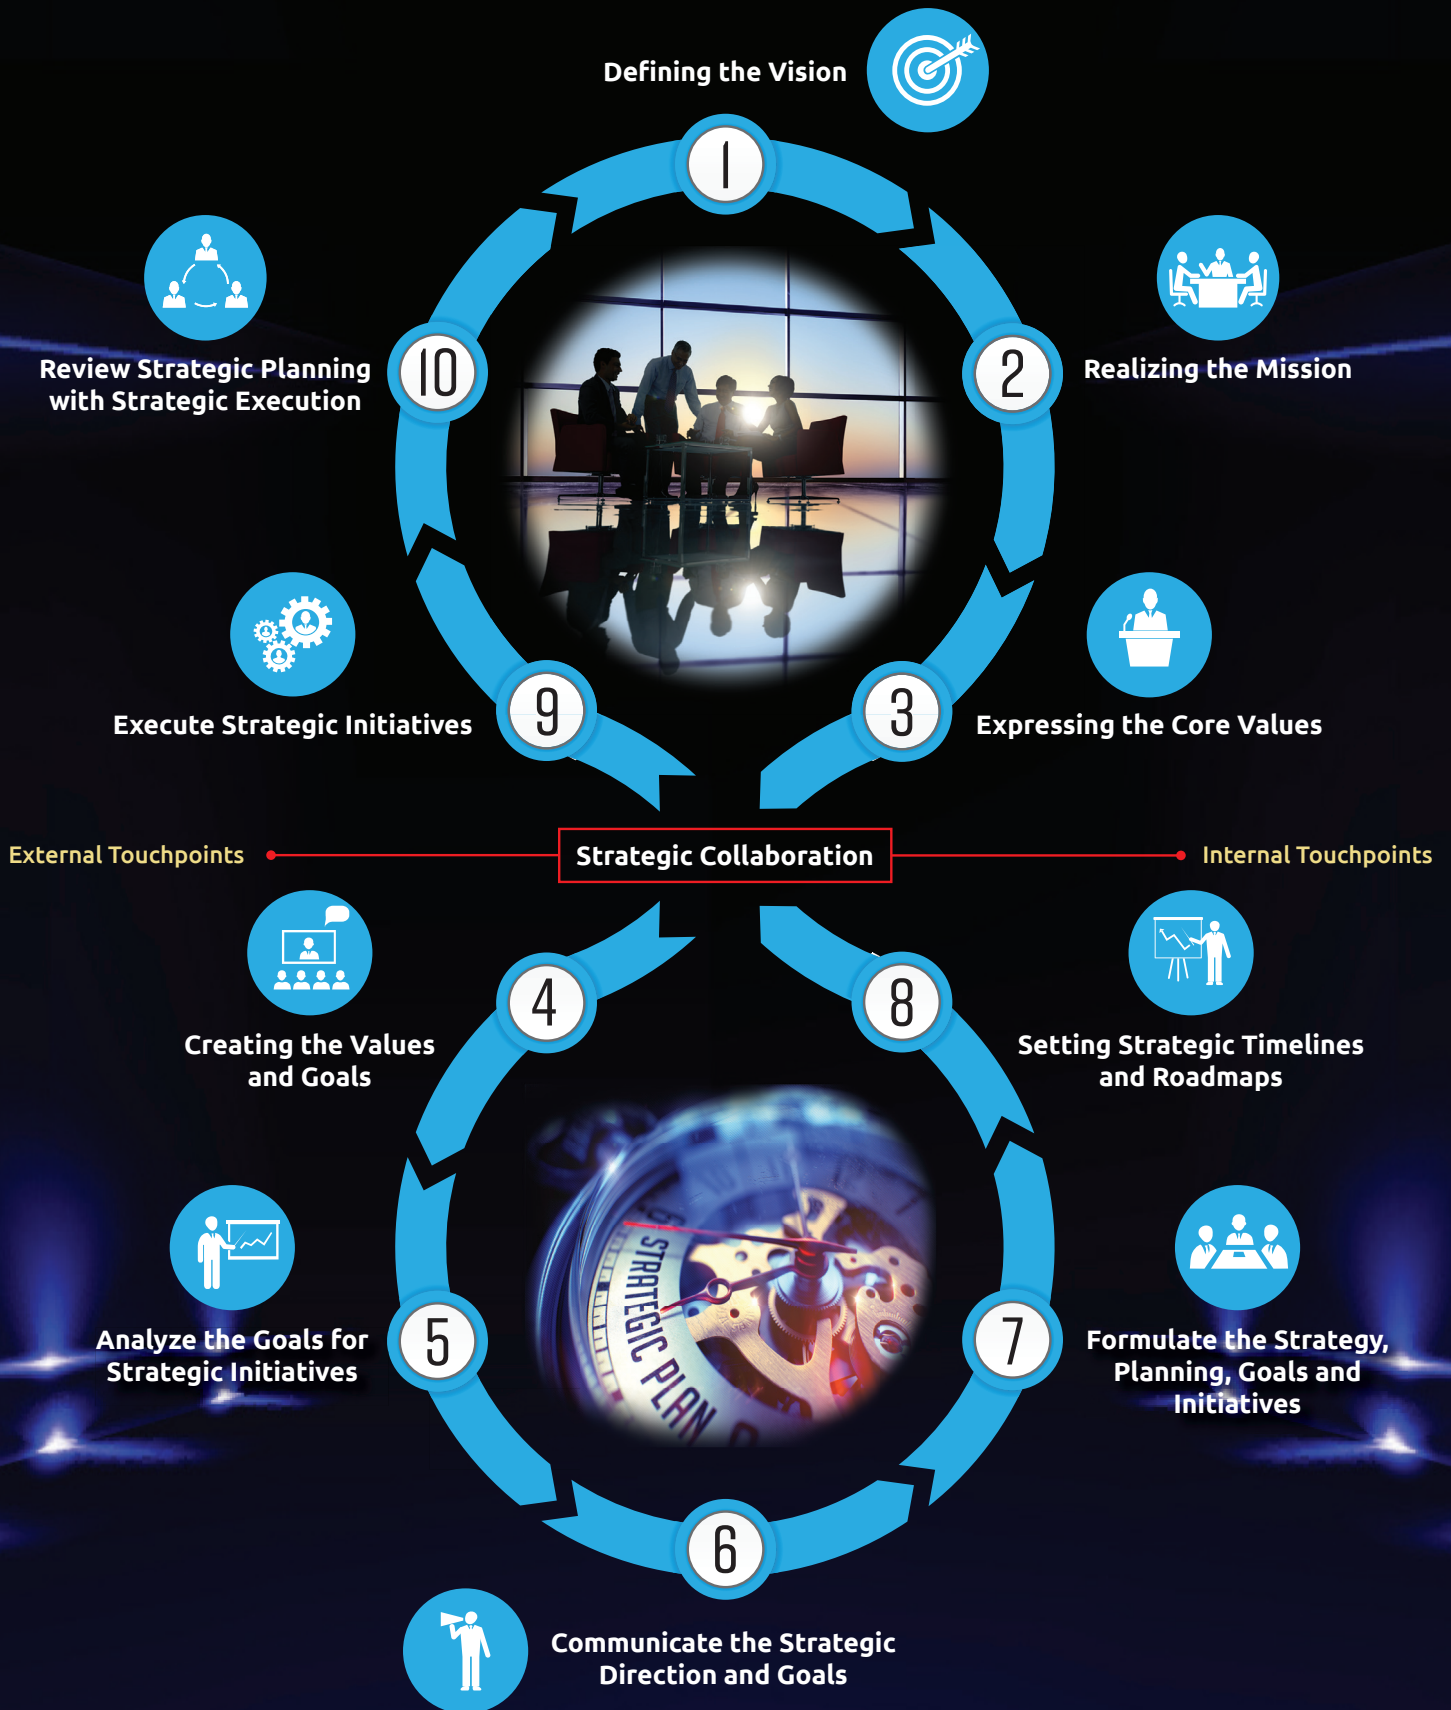 Defining the Vision
1
2
Realizing the Mission
3
Expressing the Core Values
External Touchpoints
Strategic Collaboration
Internal Touchpoints
4
Creating the Values
and Goals
5
Analyze the Goals for
Strategic Initiatives
6
Communicate the Strategic
Direction and Goals
7
Formulate the Strategy,
Planning, Goals and
Initiatives
8
Setting Strategic Timelines
and Roadmaps
9
Execute Strategic Initiatives
10
Review Strategic Planning
with Strategic Execution
STRATEGIC PLAN